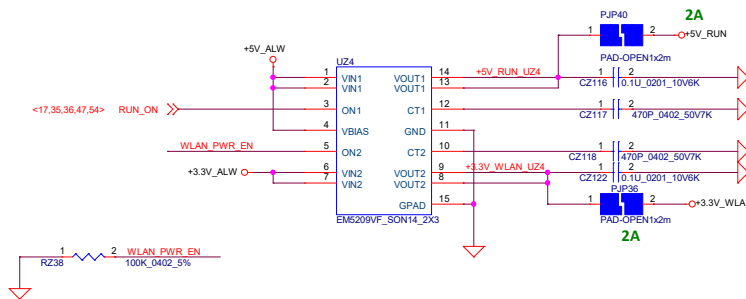 PJP40
2A
1 2
+5V_RUN
PAD-OPEN1x2m
+5V_ALW
UZ4
1 VIN1 VOUT1 14 +5V_RUN_UZ4 1 2
2 VIN1 VOUT1 13 CZ116 0.1U_0201_10V6K
<17,35,36,47,54> RUN_ON 3 ON1 CT1 12 1 2
CZ117 470P_0402_50V7K
4 VBIAS GND 11
WLAN_PWR_EN 5 ON2 CT2 10 1 2
CZ118 470P_0402_50V7K
+3.3V_ALW 6 VIN2 VOUT2 9 +3.3V_WLAN_UZ4 1 2
7 VIN2 VOUT2 8 CZ122 0.1U_0201_10V6K
PJP36
GPAD 15 1 2 +3.3V_WLA
EM5209VF_SON14_2X3 PAD-OPEN1x2m
2A
1 2 WLAN_PWR_EN
RZ38 100K_0402_5%